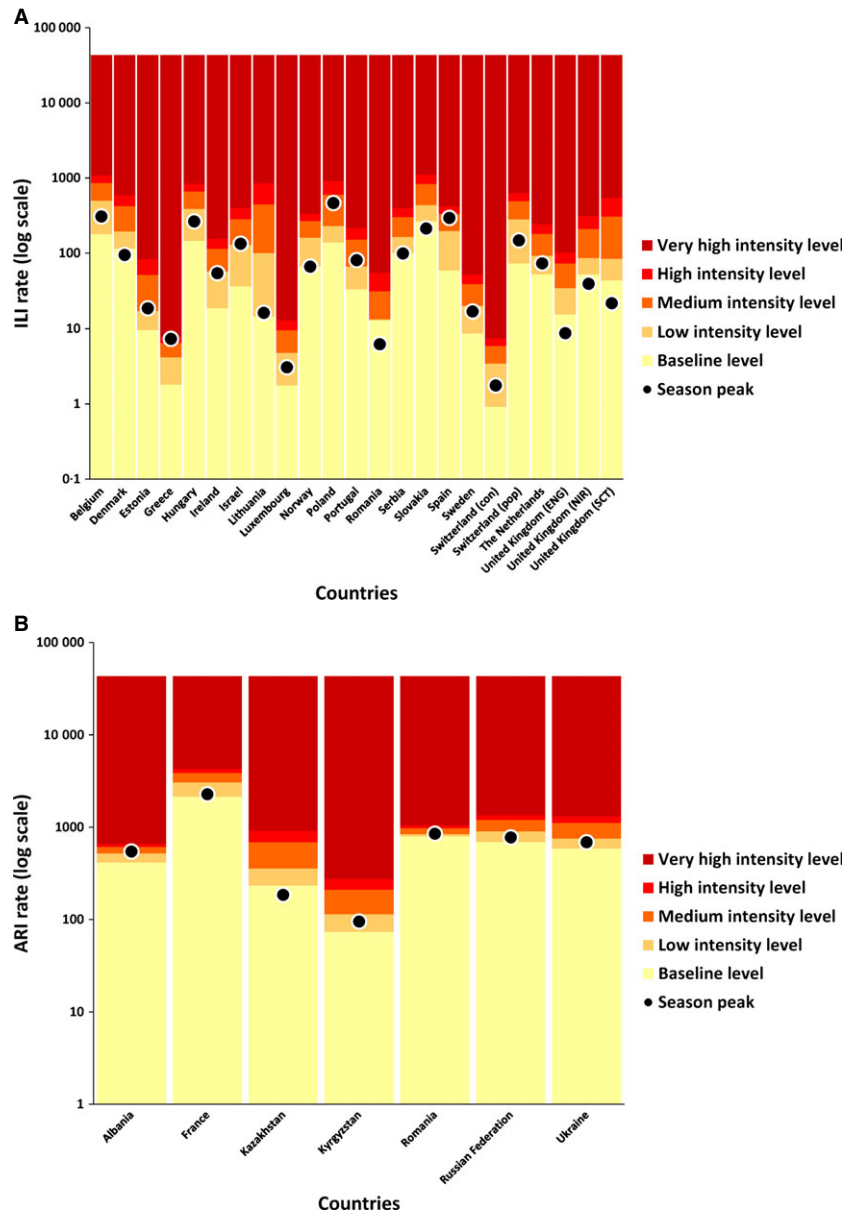 A
100 000
10 000
1000
100
10
1
0·1
ILI rate (log scale)
Very high intensity level
High intensity level
Medium intensity level
Low intensity level
Baseline level
Season peak
Belgium
Denmark
Estonia
Greece
Hungary
Ireland
Israel
Lithuania
Luxembourg
Norway
Poland
Portugal
Romania
Serbia
Slovakia
Spain
Sweden
Switzerland (con)
Switzerland (pop)
The Netherlands
United Kingdom (ENG)
United Kingdom (NIR)
United Kingdom (SCT)
Countries
B
100 000
10 000
1000
100
10
1
ARI rate (log scale)
Very high intensity level
High intensity level
Medium intensity level
Low intensity level
Baseline level
Season peak
Albania
France
Kazakhstan
Kyrgyzstan
Romania
Russian Federation
Ukraine
Countries